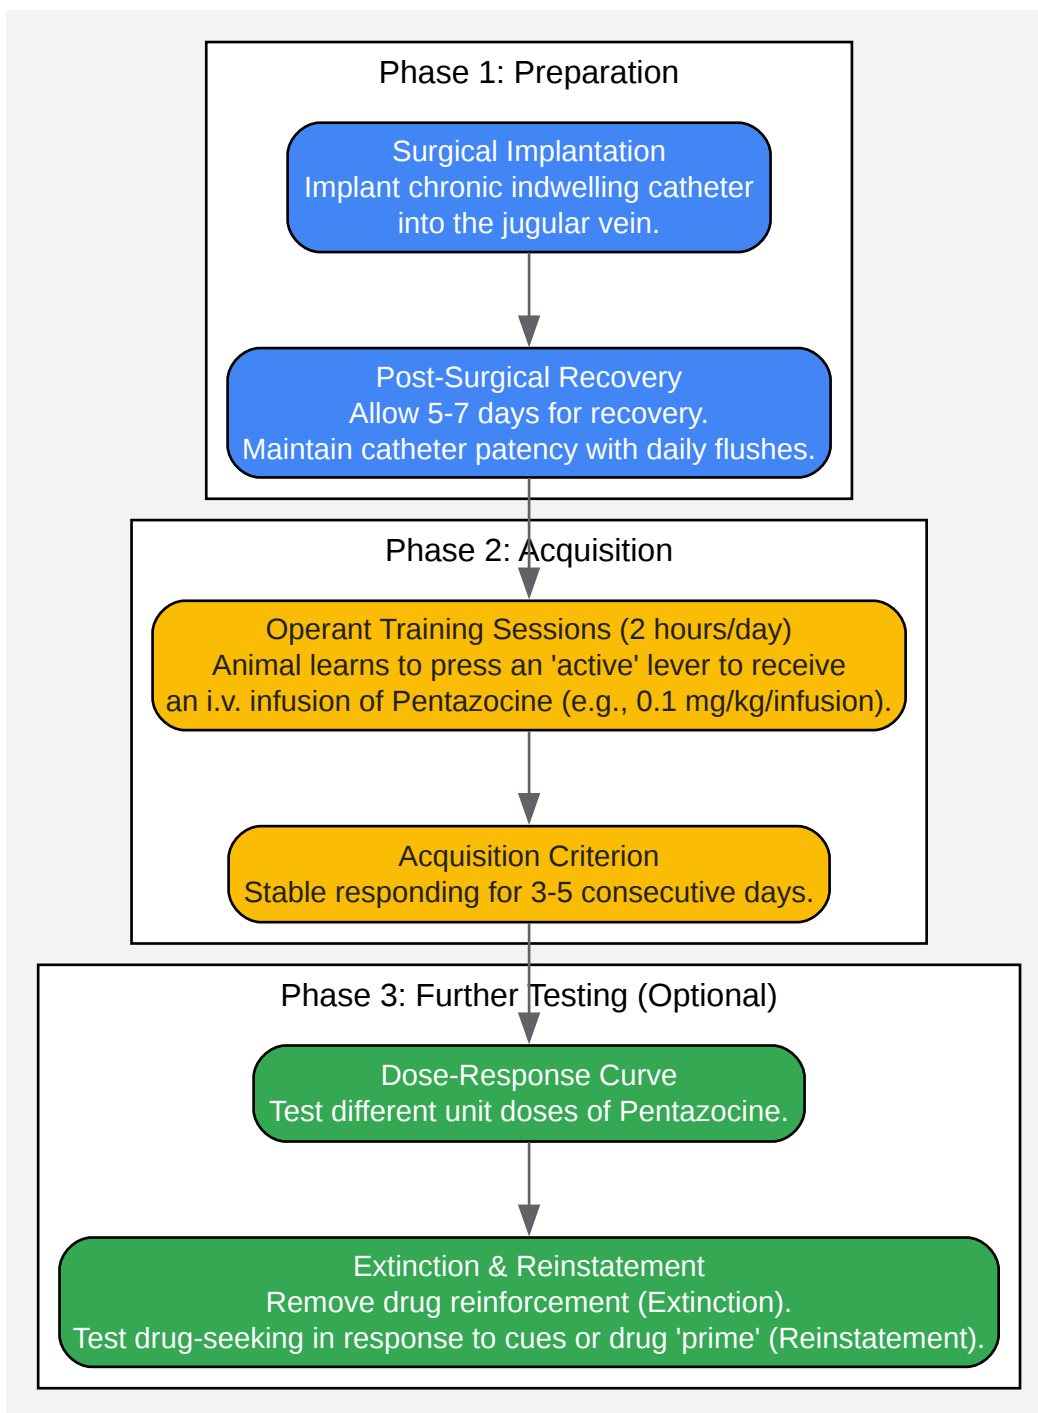 Phase 1: Preparation
Surgical Implantation
Implant chronic indwelling catheter
into the jugular vein.
Post-Surgical Recovery
Allow 5-7 days for recovery.
Maintain catheter patency with daily flushes.
Phase 2: Acquisition
Operant Training Sessions (2 hours/day)
Animal learns to press an 'active' lever to receive
an i.v. infusion of Pentazocine (e.g., 0.1 mg/kg/infusion).
Acquisition Criterion
Stable responding for 3-5 consecutive days.
Phase 3: Further Testing (Optional)
Dose-Response Curve
Test different unit doses of Pentazocine.
Extinction & Reinstatement
Remove drug reinforcement (Extinction).
Test drug-seeking in response to cues or drug 'prime' (Reinstatement).